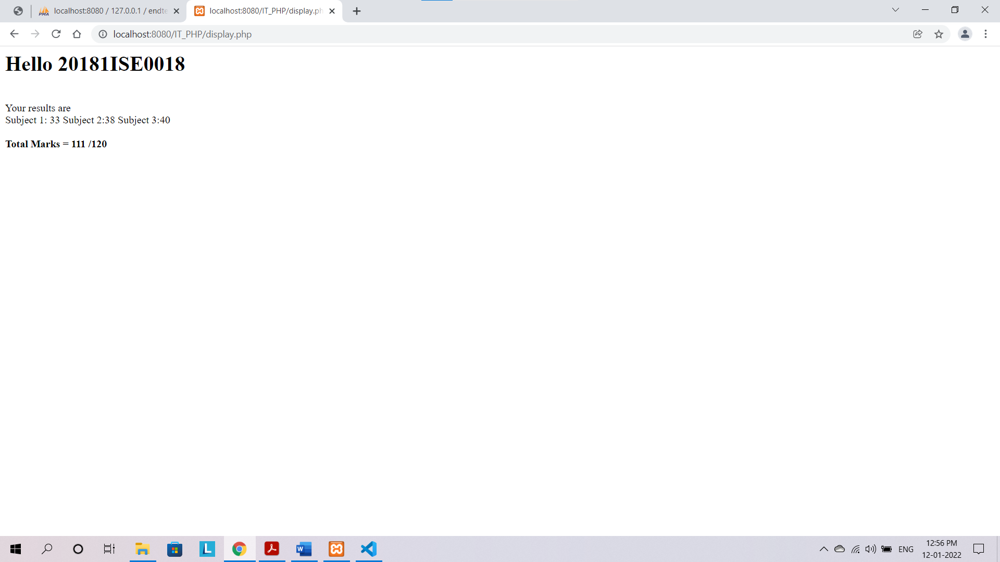 localhost:8080 / 127.0.0.1 / endte
localhost:8080/IT_PHP/display.ph
localhost:8080/IT_PHP/display.php
Hello 20181ISE0018
Your results are
Subject 1: 33 Subject 2:38 Subject 3:40
Total Marks = 111 /120
ENG
12:56 PM
12-01-2022